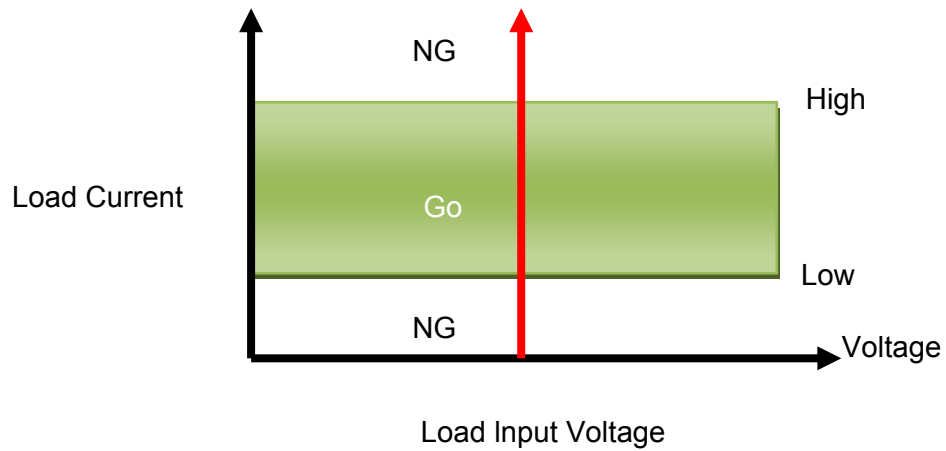 NG
High
Load Current
Go
Low
NG
Voltage
Load Input Voltage